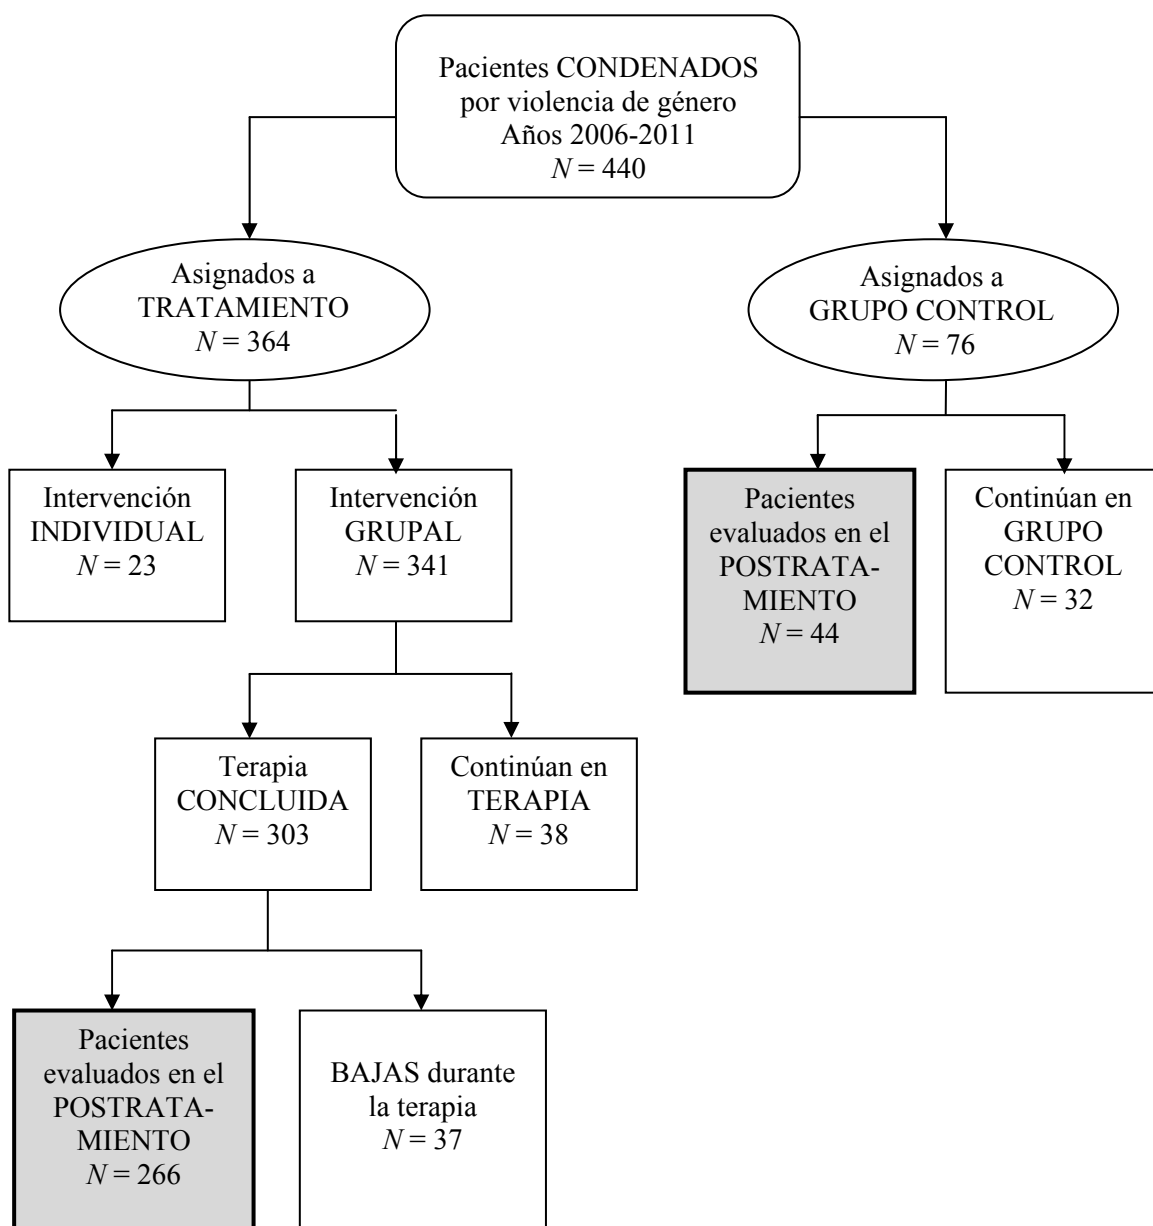 Pacientes CONDENADOS
por violencia de género
Años 2006-2011
N = 440
Asignados a
TRATAMIENTO
N = 364
Asignados a
GRUPO CONTROL
N = 76
Intervención
INDIVIDUAL
N = 23
Intervención
GRUPAL
N = 341
Pacientes
evaluados en el
POSTRATA-
MIENTO
N = 44
Continúan en
GRUPO
CONTROL
N = 32
Terapia
CONCLUIDA
N = 303
Continúan en
TERAPIA
N = 38
Pacientes
evaluados en el
POSTRATA-
MIENTO
N = 266
BAJAS durante
la terapia
N = 37